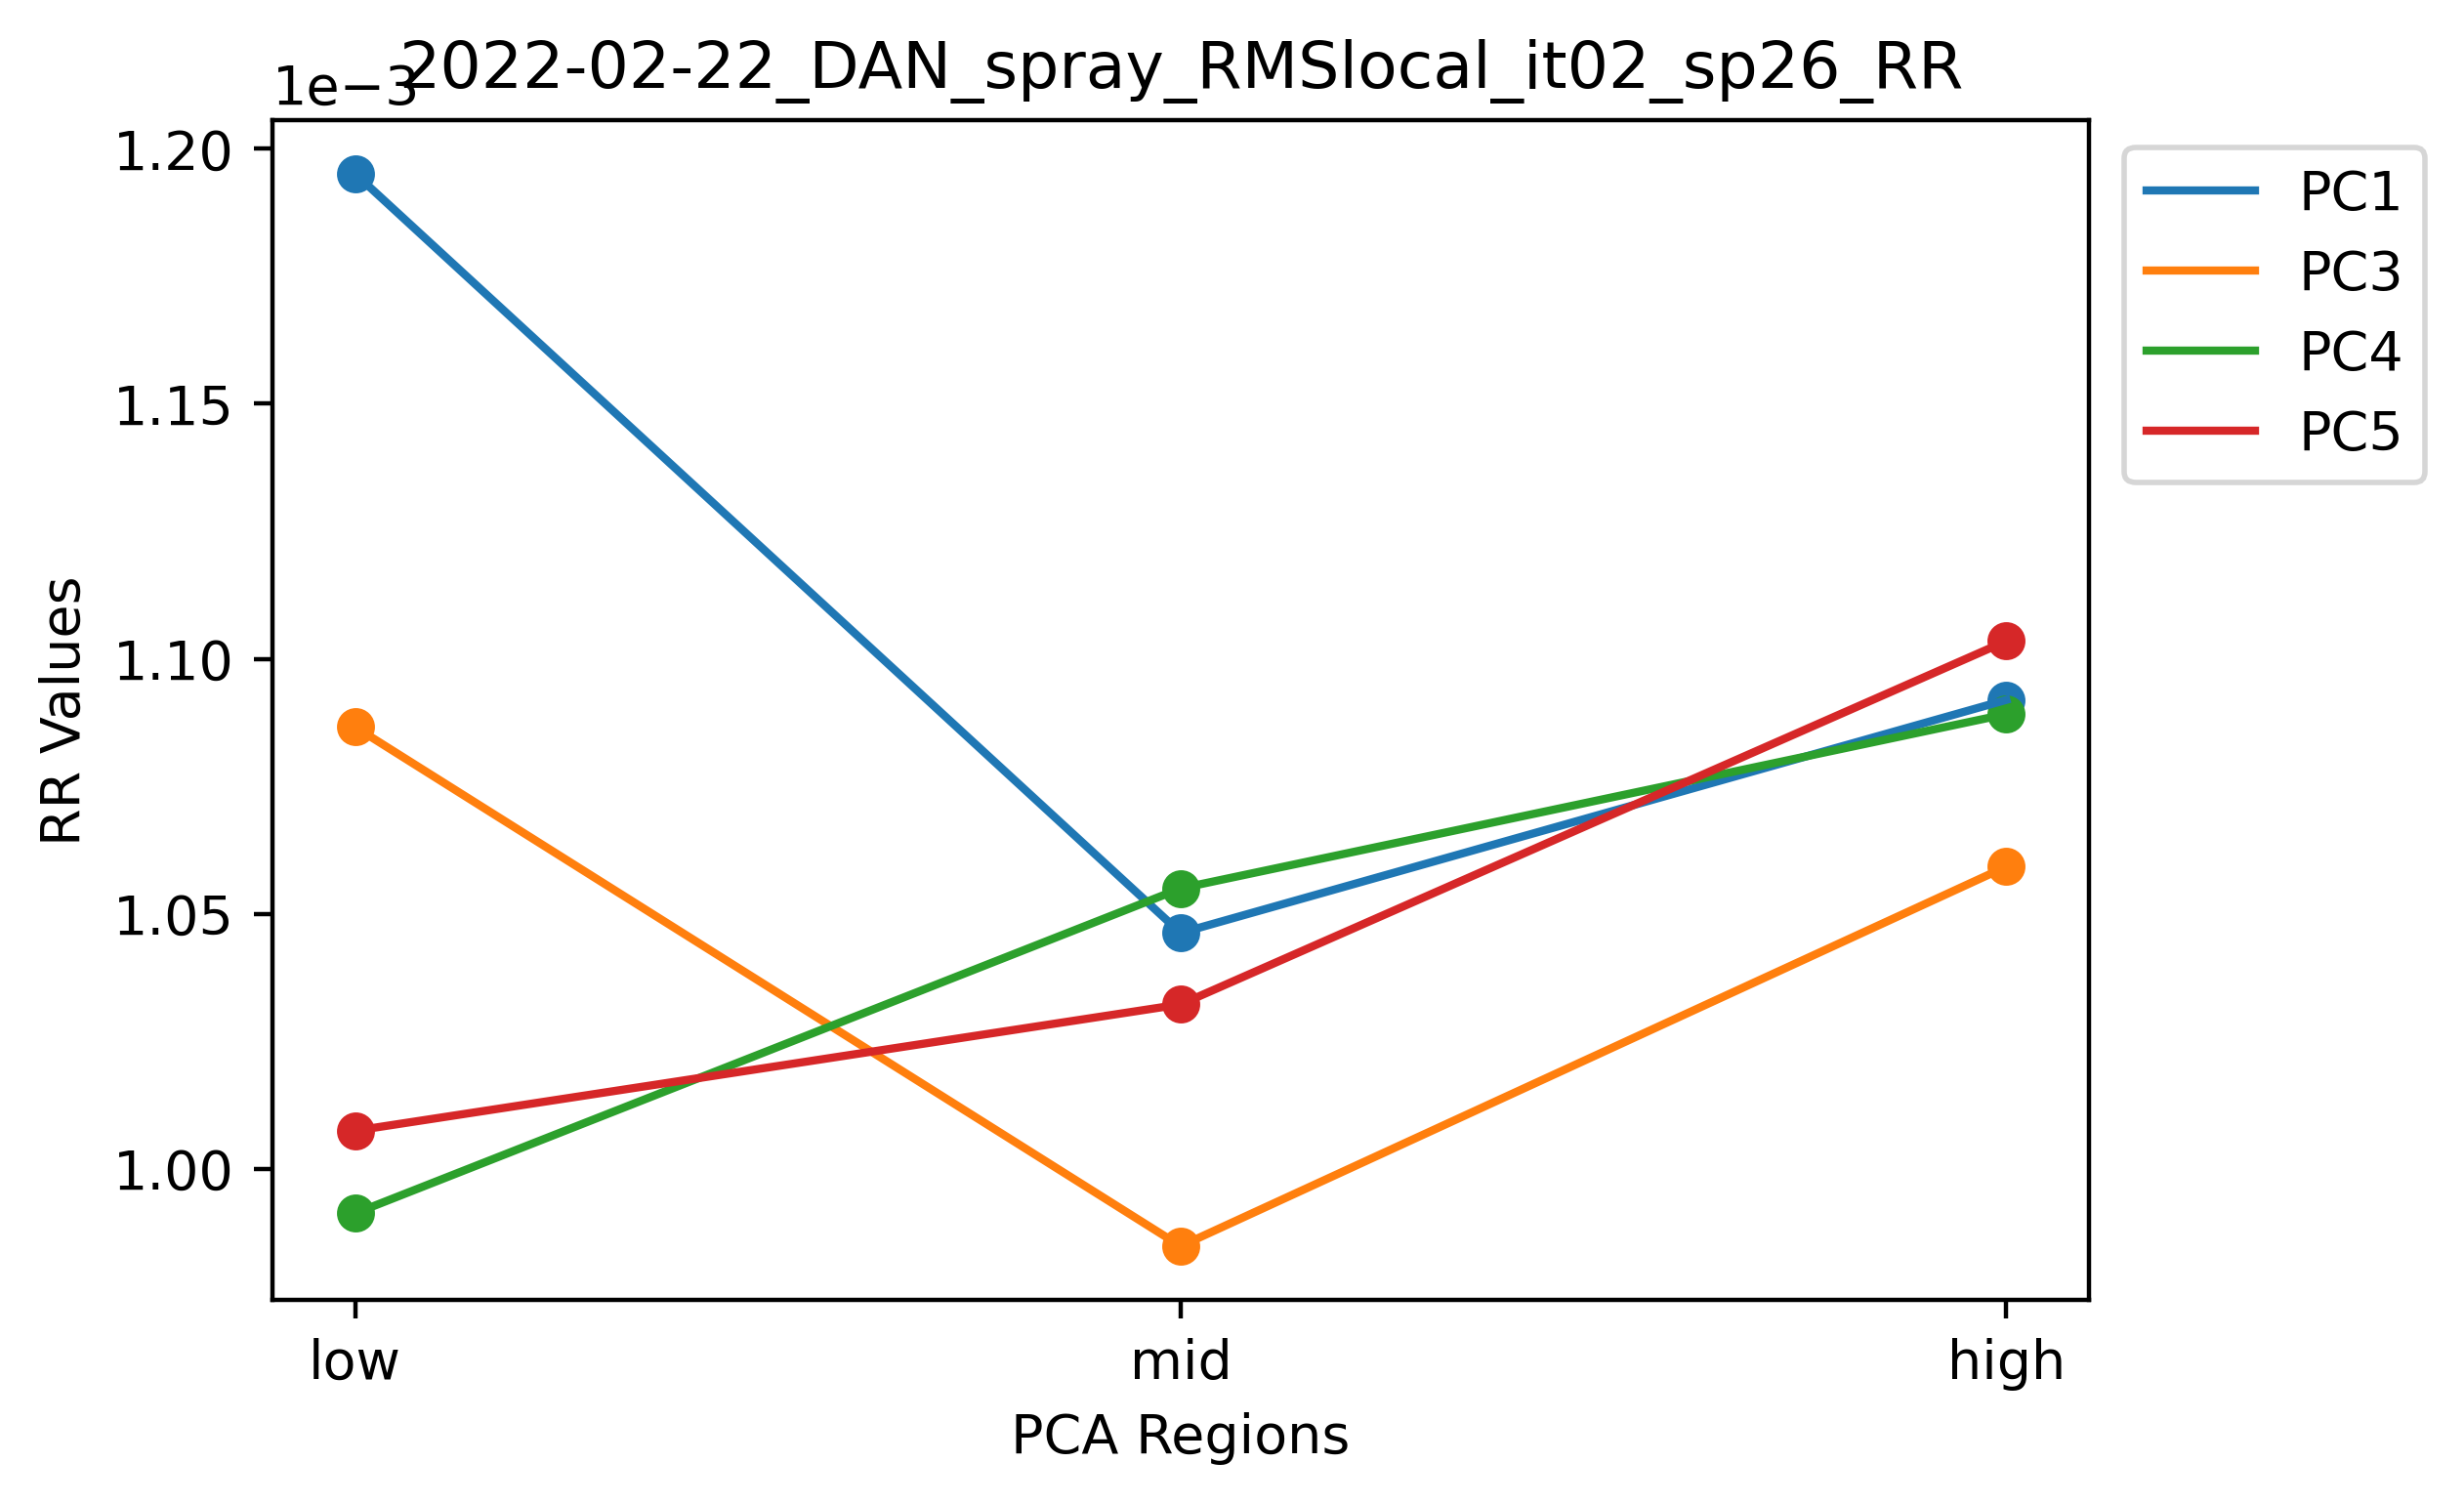 2022-02-22_DAN_spray_RMSlocal_it02_sp26_RR
1e−3
1.20
1.15
1.10
1.05
1.00
RR Values
low
mid
high
PCA Regions
PC1
PC3
PC4
PC5